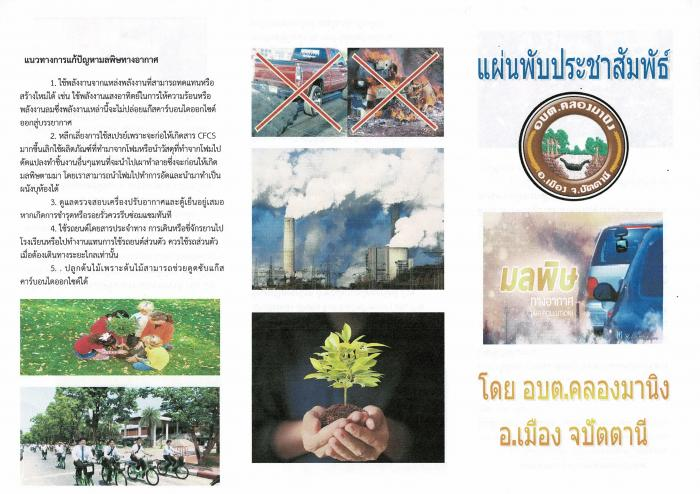 แนวทางการแก้ปัญหามลพิษทางอากาศ
1. ใช้พลังงานจากแหล่งพลังงานที่สามารถทดแทนหรือ
สร้างใหม่ได้ เช่น ใช้พลังงานแสงอาทิตย์ในการให้ความร้อนหรือ
พลังงานลมซึ่งพลังงานเหล่านี้จะไม่ปล่อยแก๊สคาร์บอนไดออกไซด์
ออกสู่บรรยากาศ
2. หลีกเลี่ยงการใช้สเปรย์เพราะจะก่อให้เกิดสาร CFCS
มากขึ้นเลิกใช้ผลิตภัณฑ์ที่ทำมาจากโฟมหรือนำวัสดุที่ทำจากโฟมไป
ดัดแปลงทำชิ้นงานอื่นๆแทนที่จะนำไปเผาทำลายซึ่งจะก่อนให้เกิด
มลพิษตามมา โดยเราสามารถนำโฟมไปทำการอัดและนำมาทำเป็น
ผนังบุห้องได้
3. ดูแลตรวจสอบเครื่องปรับอากาศและตู้เย็นอยู่เสมอ
หากเกิดการชำรุดหรือรอยรั่วควรรีบซ่อมแซมทันที
4. ใช้รถยนต์โดยสารประจำทาง การเดินหรือขี่จักรยานไป
โรงเรียนหรือไปทำงานแทนการใช้รถยนต์ส่วนตัว ควรใช้รถส่วนตัว
เมื่อต้องเดินทางระยะไกลเท่านั้น
5. . ปลูกต้นไม้เพราะต้นไม้สามารถช่วยดูดซับแก๊ส
คาร์บอนไดออกไซด์ได้
แผ่นพับประชาสัมพัธ์
อบต.คลองมานิง
อ.เมือง จ.ปัตตานี
มลพิษ
ทางอากาศ
(AIR POLLUTION)
โดย อบต.คลองมานิง
อ.เมือง จปัตตานี